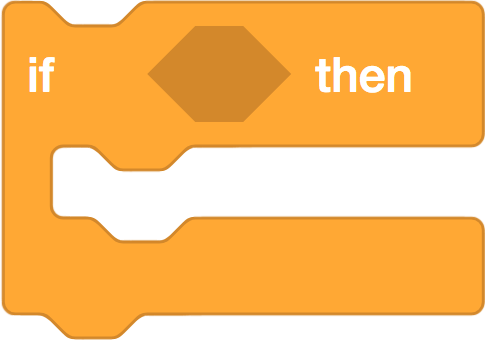 if then